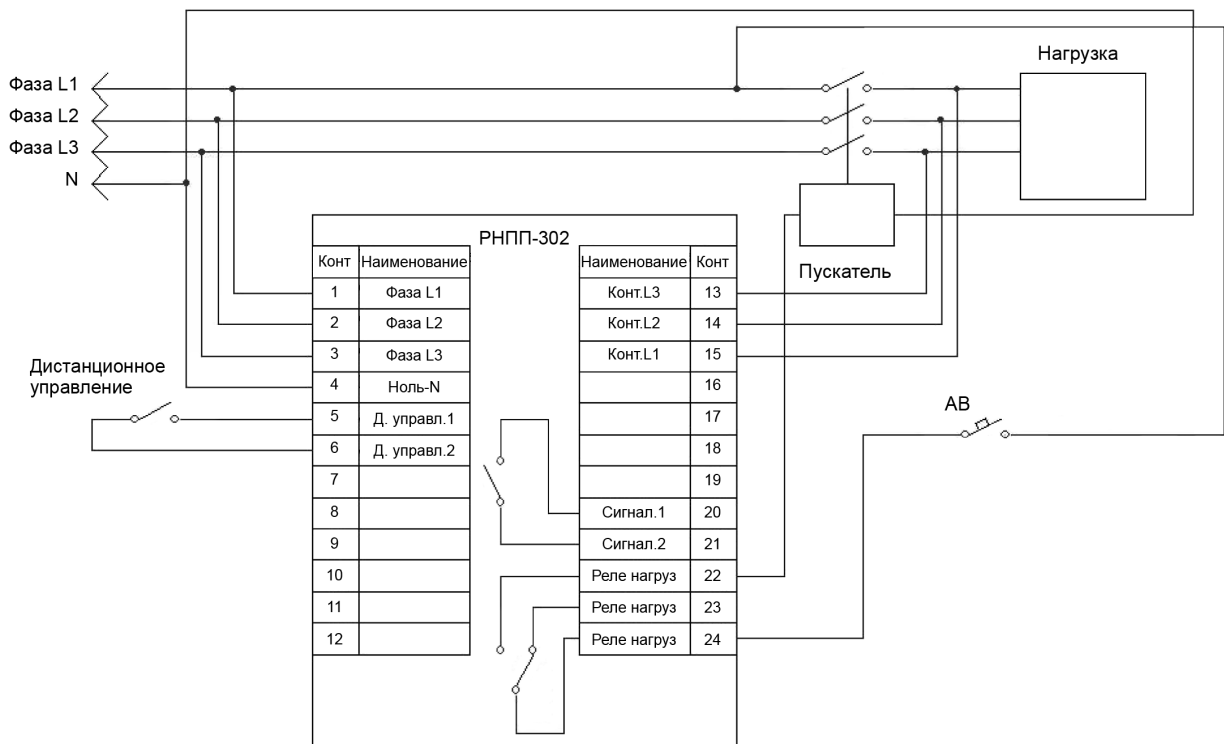 Фаза L1
Фаза L2
Фаза L3
N
Нагрузка
Пускатель
РНПП-302
Конт Наименование Наименование Конт
1 Фаза L1 Конт.L3 13
2 Фаза L2 Конт.L2 14
3 Фаза L3 Конт.L1 15
4 Ноль-N 16
5 Д. управл.1 17
6 Д. управл.2 18
7 19
8 Сигнал.1 20
9 Сигнал.2 21
10 Реле нагруз 22
11 Реле нагруз 23
12 Реле нагруз 24
Дистанционное
управление
АВ